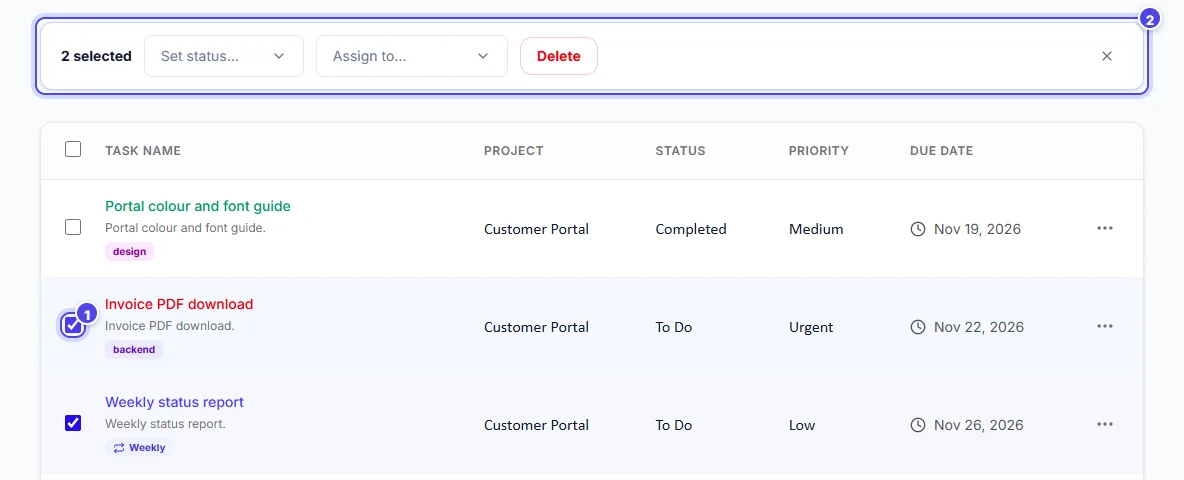 2
2 selected Set status... Assign to... Delete
TASK NAME PROJECT STATUS PRIORITY DUE DATE
Portal colour and font guide
Portal colour and font guide.
Customer Portal Completed Medium Nov 19, 2026
design
1
Invoice PDF download
Invoice PDF download.
Customer Portal To Do Urgent Nov 22, 2026
backend
Weekly status report
Weekly status report.
Customer Portal To Do Low Nov 26, 2026
Weekly